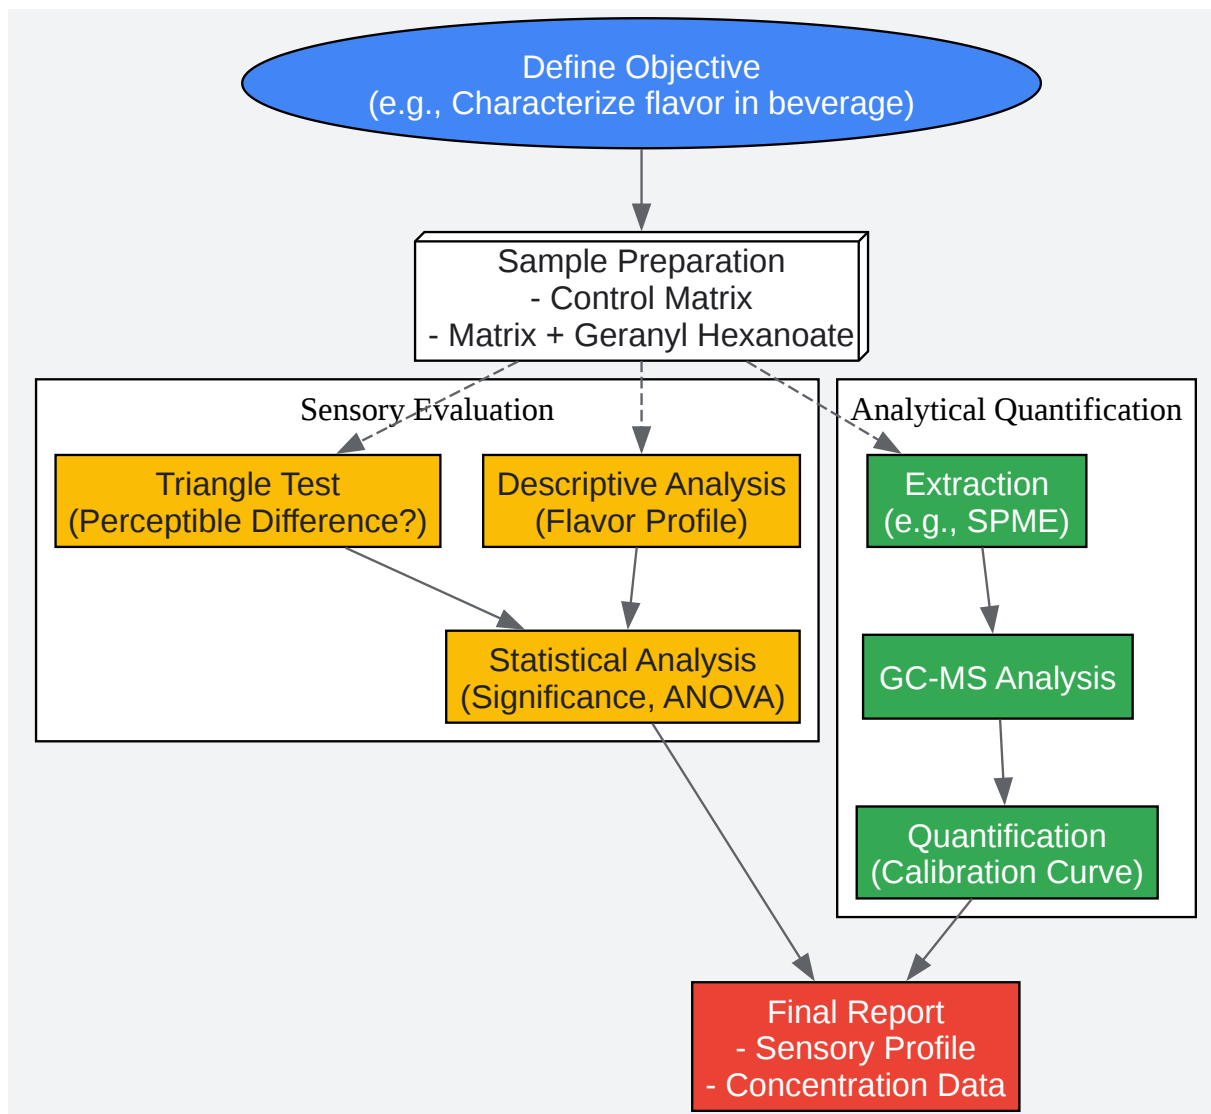 Define Objective
(e.g., Characterize flavor in beverage)
Sample Preparation
- Control Matrix
- Matrix + Geranyl Hexanoate
Sensory Evaluation
Triangle Test
(Perceptible Difference?)
Descriptive Analysis
(Flavor Profile)
Statistical Analysis
(Significance, ANOVA)
Analytical Quantification
Extraction
(e.g., SPME)
GC-MS Analysis
Quantification
(Calibration Curve)
Final Report
- Sensory Profile
- Concentration Data